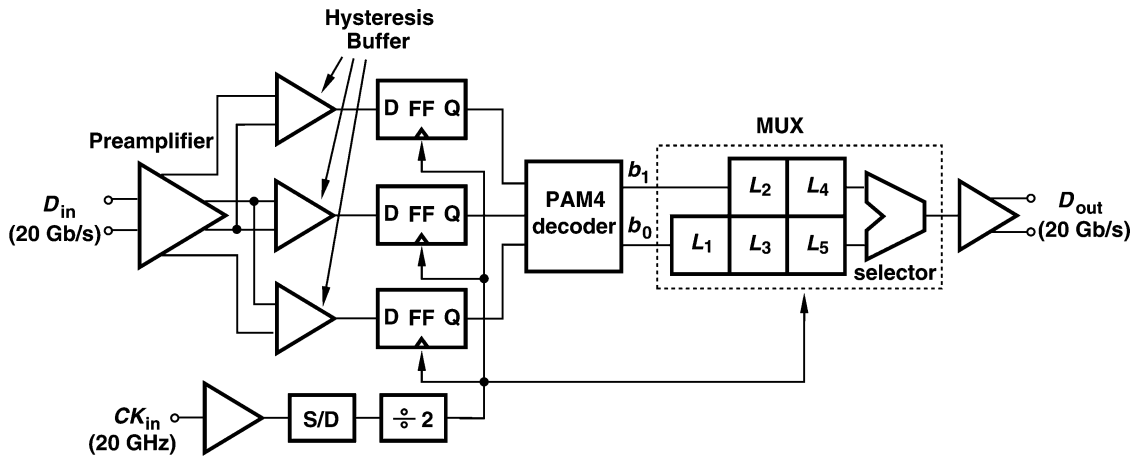 Hysteresis
Buffer
Preamplifier
D FF Q
D FF Q
D FF Q
Din
(20 Gb/s)
PAM4
decoder
b1
b0
MUX
L2 L4
L1 L3 L5
selector
Dout
(20 Gb/s)
CKin
(20 GHz)
S/D
÷ 2